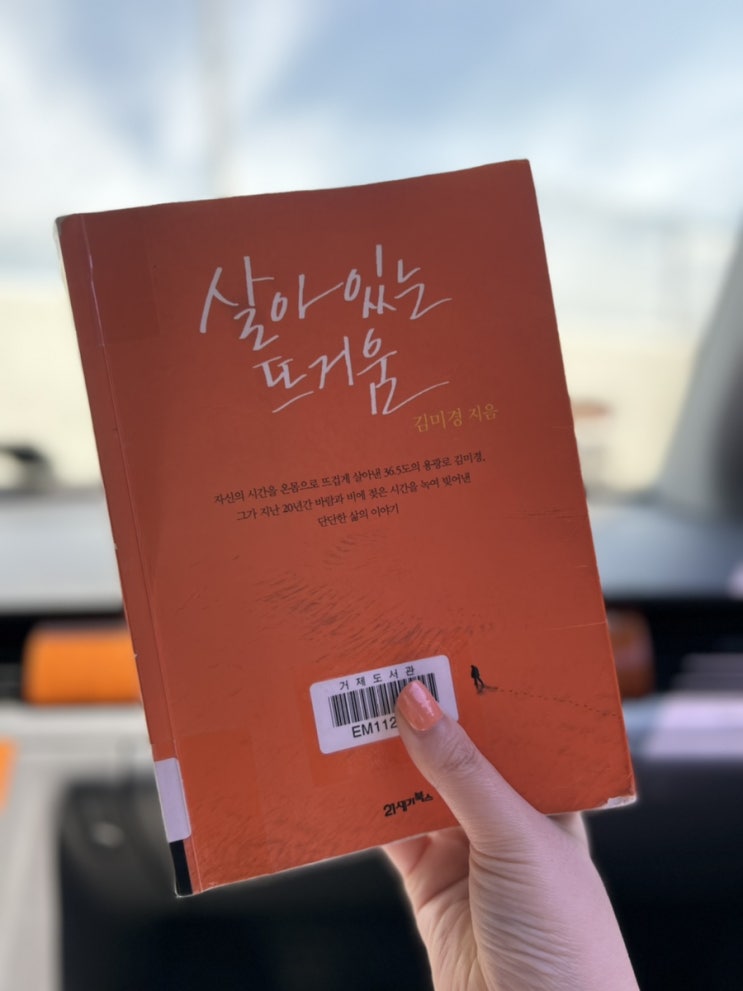 살아있는
뜨거움
김미경 지음
자신의 시간을 온몸으로 뜨겁게 살아낸 36.5도의 용광로 김미경,
그가 지난 20년간 바람과 비에 젖은 시간을 녹여 빚어낸
단단한 삶의 이야기
거제도서관
EM112
21세기북스